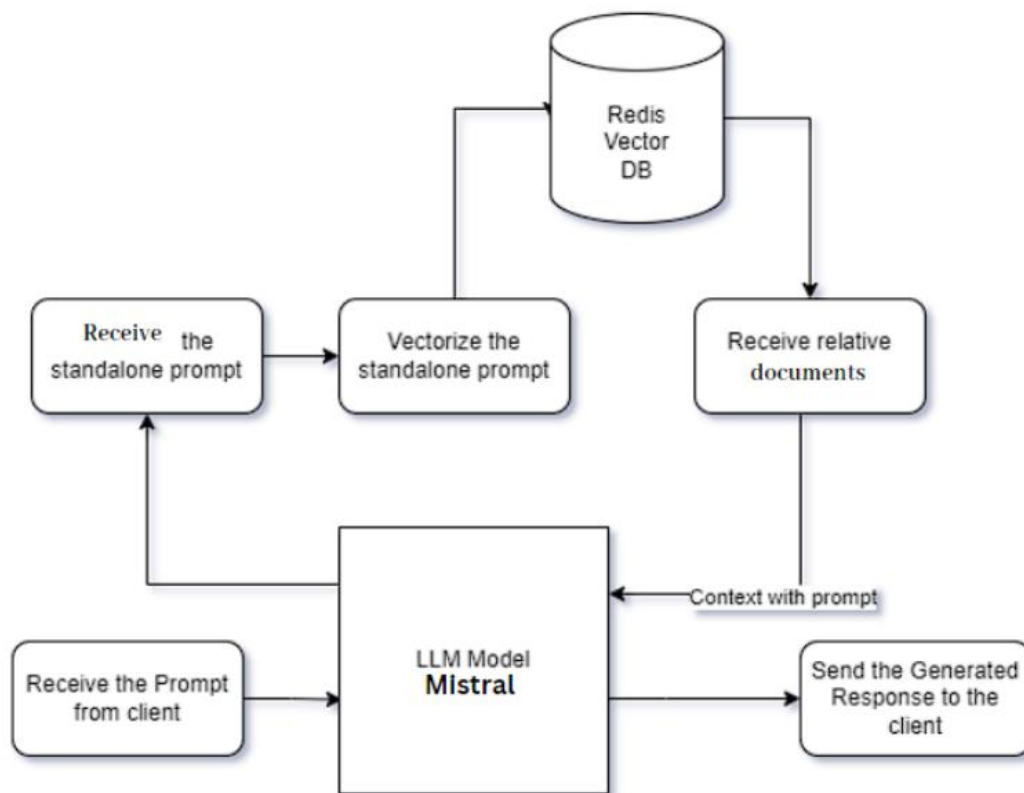 Redis
Vector
DB
Receive the
standalone prompt
Vectorize the
standalone prompt
Receive relative
documents
Context with prompt
LLM Model
Mistral
Receive the Prompt
from client
Send the Generated
Response to the
client